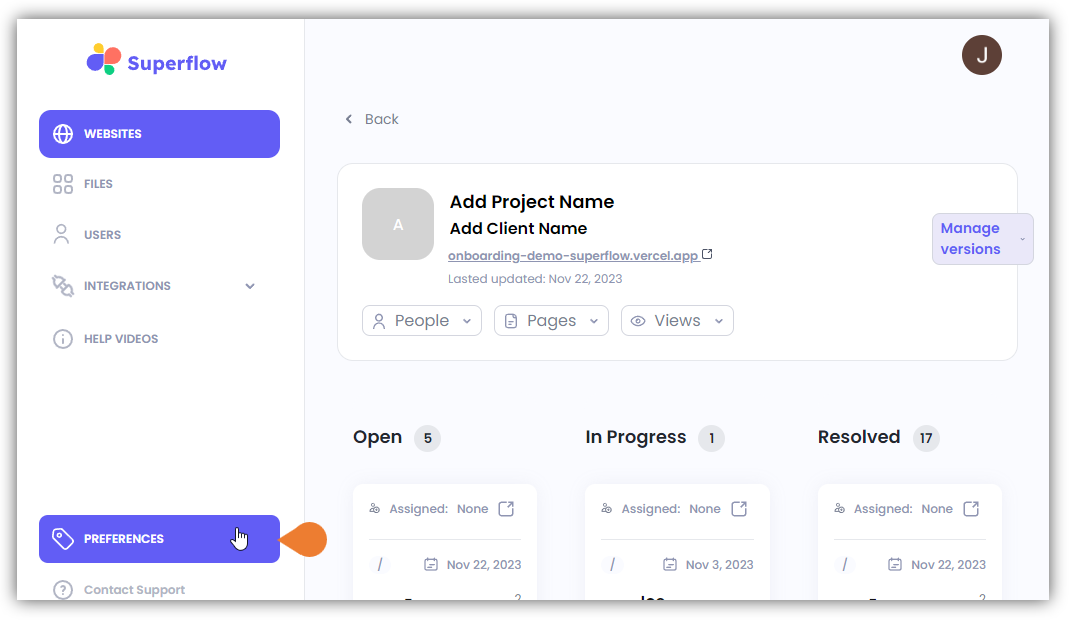 Superflow
J
WEBSITES
FILES
USERS
INTEGRATIONS
HELP VIDEOS
PREFERENCES
Contact Support
Back
A
Add Project Name
Add Client Name
onboarding-demo-superflow.vercel.app
Lasted updated: Nov 22, 2023
Manage
versions
People
Pages
Views
Open 5
In Progress 1
Resolved 17
Assigned: None
/ Nov 22, 2023
2
Assigned: None
/ Nov 3, 2023
Assigned: None
/ Nov 22, 2023
2